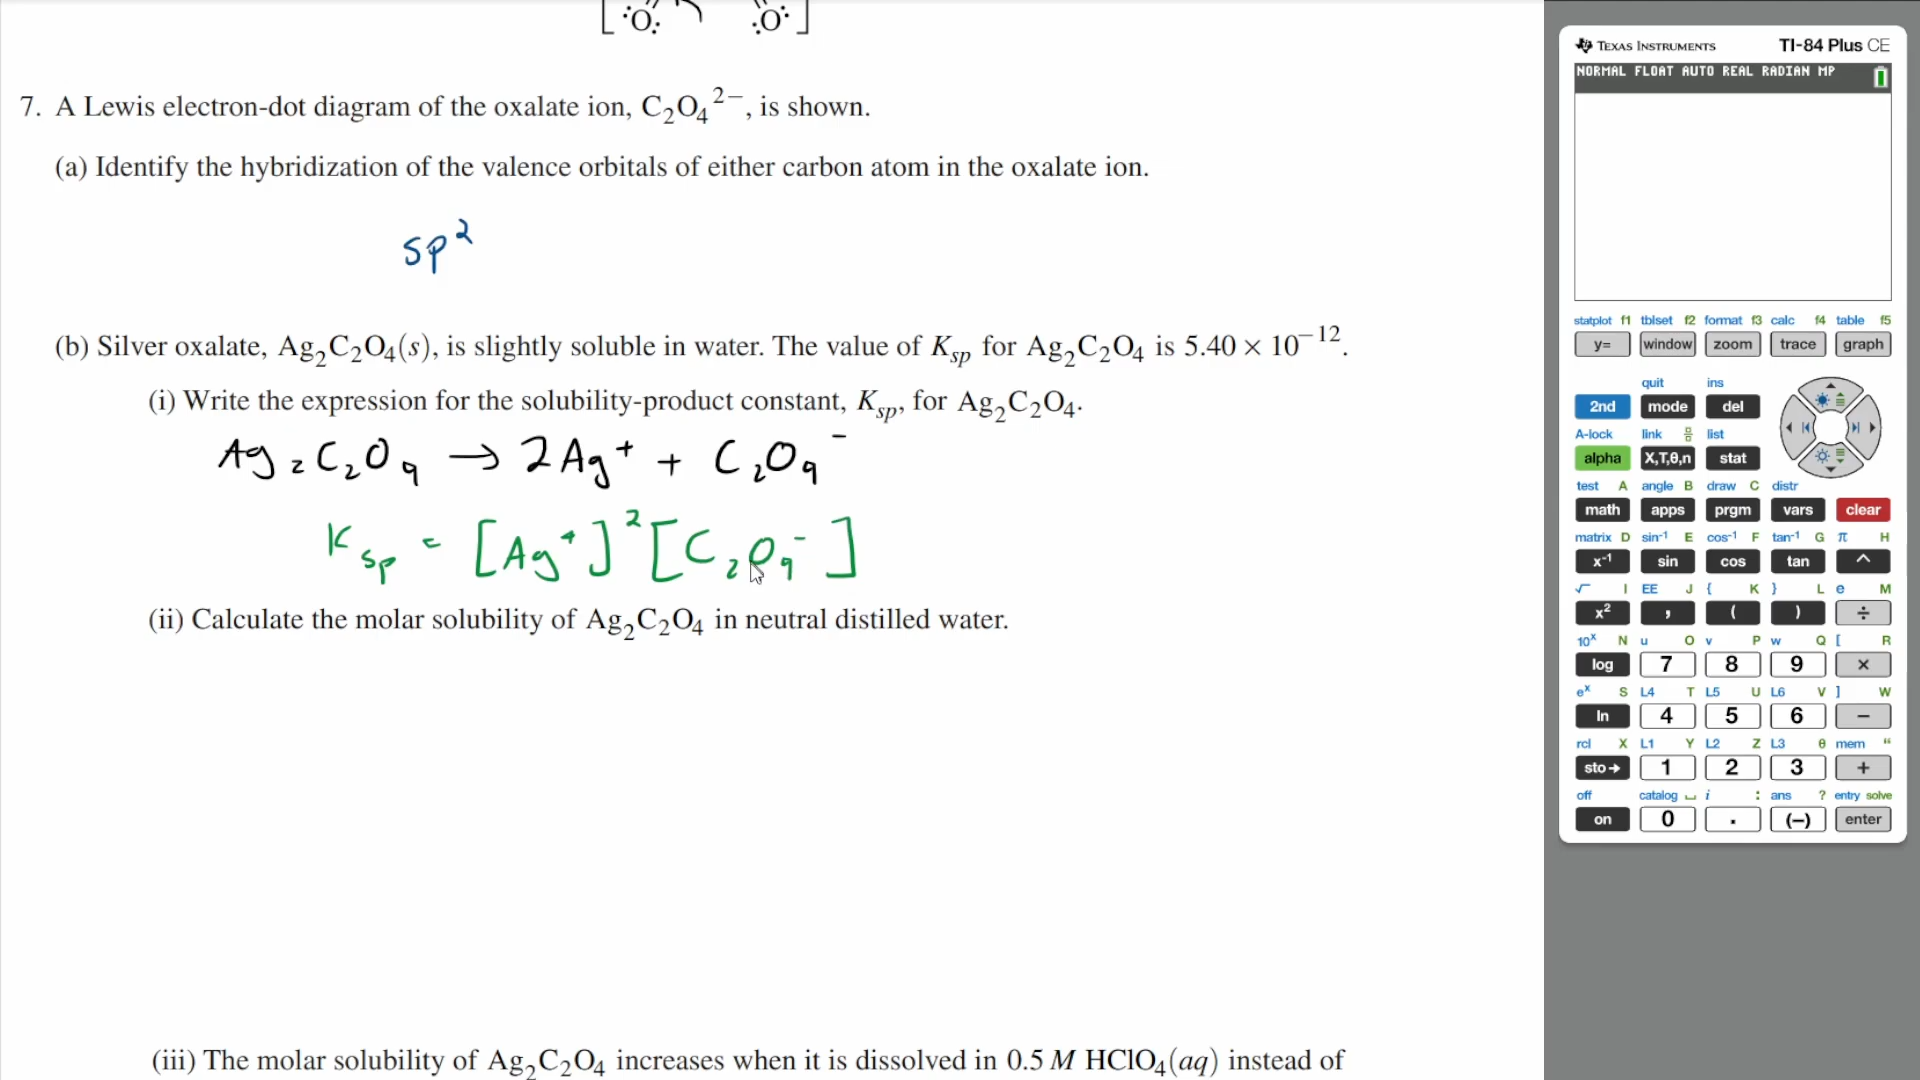 [:O: :O:]
7. A Lewis electron-dot diagram of the oxalate ion, C₂O₄²⁻, is shown.
(a) Identify the hybridization of the valence orbitals of either carbon atom in the oxalate ion.
sp²
(b) Silver oxalate, Ag₂C₂O₄(s), is slightly soluble in water. The value of Kₛₚ for Ag₂C₂O₄ is 5.40 × 10⁻¹².
(i) Write the expression for the solubility-product constant, Kₛₚ, for Ag₂C₂O₄.
Ag₂C₂O₄ → 2Ag⁺ + C₂O₄⁻
Kₛₚ = [Ag⁺]²[C₂O₄⁻]
(ii) Calculate the molar solubility of Ag₂C₂O₄ in neutral distilled water.
(iii) The molar solubility of Ag₂C₂O₄ increases when it is dissolved in 0.5 M HClO₄(aq) instead of
TEXAS INSTRUMENTS TI-84 Plus CE
NORMAL FLOAT AUTO REAL RADIAN MP
statplot f1 tblset f2 format f3 calc f4 table f5
y= window zoom trace graph
quit ins
2nd mode del
A-lock link list
alpha X,T,θ,n stat
test A angle B draw C distr
math apps prgm vars clear
matrix D sin⁻¹ E cos⁻¹ F tan⁻¹ G π H
x⁻¹ sin cos tan ^
√ I EE J { K } L e M
x² , ( ) ÷
10ˣ N u O v P w Q [ R
log 7 8 9 ×
eˣ S L4 T L5 U L6 V ] W
ln 4 5 6 −
rcl X L1 Y L2 Z L3 θ mem "
sto→ 1 2 3 +
off catalog ⎵ i : ans ? entry solve
on 0 . (−) enter